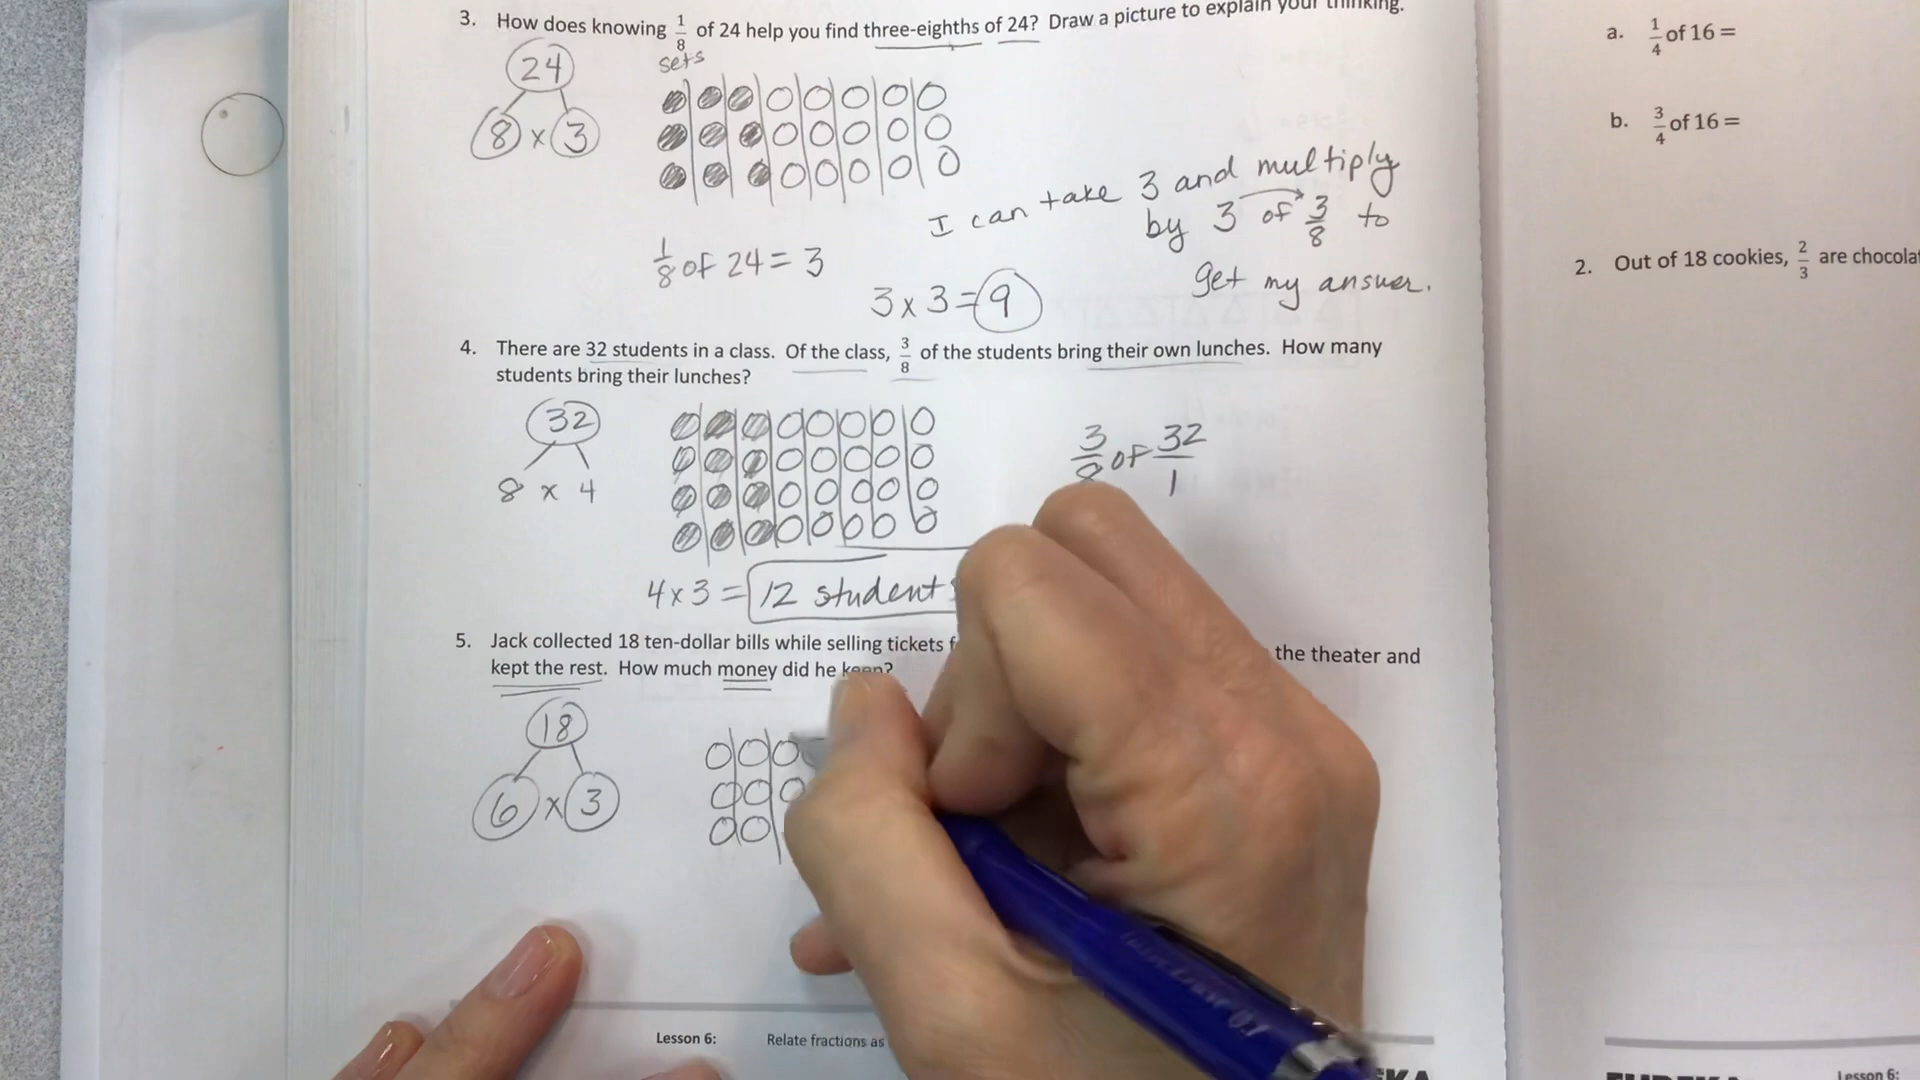 3. How does knowing 1/8 of 24 help you find three-eighths of 24? Draw a picture to explain your thinking.
24
8 x 3
sets
I can take 3 and multiply
by 3 of 3/8 to
get my answer.
1/8 of 24 = 3
3 x 3 = 9
4. There are 32 students in a class. Of the class, 3/8 of the students bring their own lunches. How many
students bring their lunches?
32
8 x 4
3/8 of 32/1
4 x 3 = 12 student
5. Jack collected 18 ten-dollar bills while selling tickets
the theater and
kept the rest. How much money did he keep?
18
6 x 3
Lesson 6: Relate fractions as
a. 1/4 of 16 =
b. 3/4 of 16 =
2. Out of 18 cookies, 2/3 are
Lesson 6: